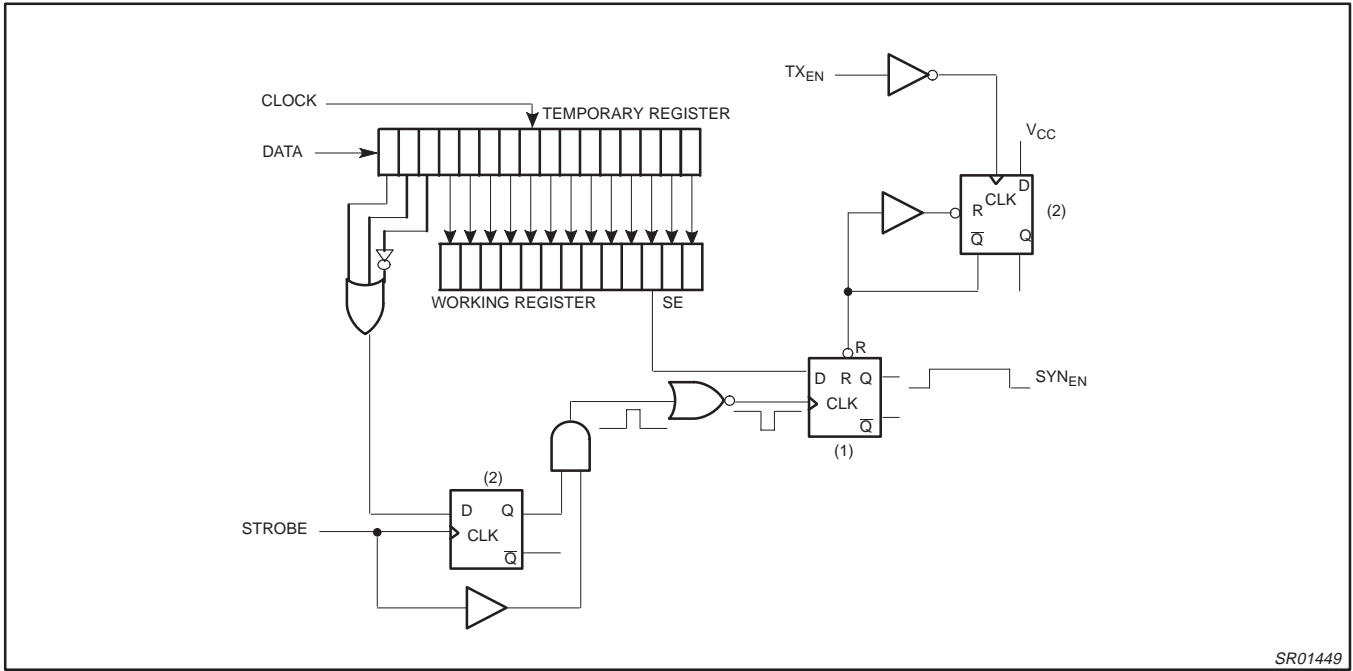 TX_EN
CLOCK
TEMPORARY REGISTER
V_CC
DATA
D
CLK
R
(2)
Q̅
Q
WORKING REGISTER
SE
R
D R Q
SYN_EN
CLK
Q̅
(1)
(2)
D Q
STROBE
CLK
Q̅
SR01449